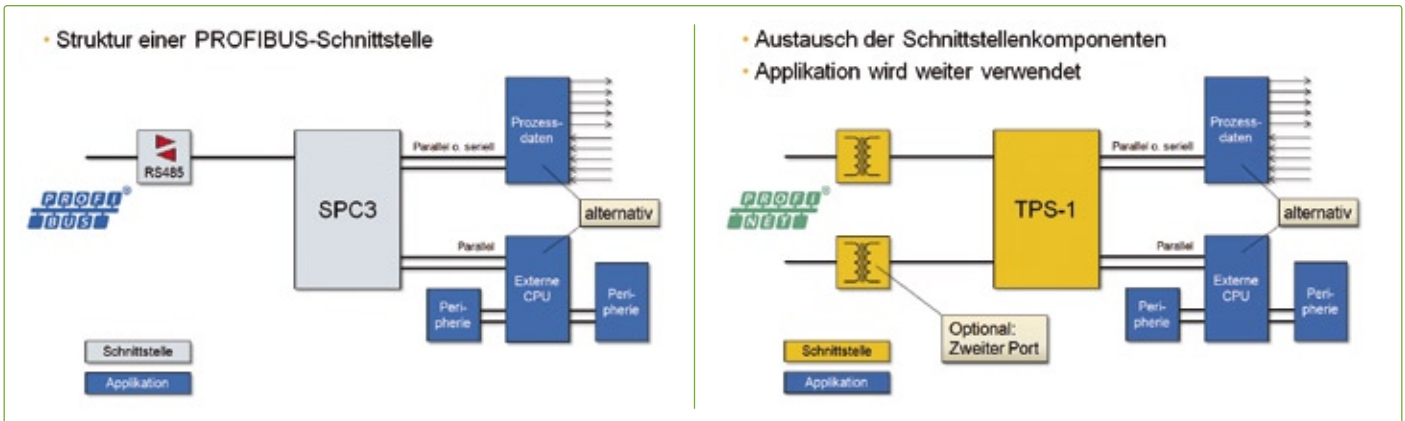 • Struktur einer PROFIBUS-Schnittstelle
RS485
PROFI®
BUS
SPC3
Parallel o. seriell
Prozess-
daten
alternativ
Parallel
Externe
CPU
Peri-
pherie
Peri-
pherie
Schnittstelle
Applikation
• Austausch der Schnittstellenkomponenten
• Applikation wird weiter verwendet
PROFI®
NET
TPS-1
Parallel o. seriell
Prozess-
daten
alternativ
Parallel
Externe
CPU
Peri-
pherie
Peri-
pherie
Optional:
Zweiter Port
Schnittstelle
Applikation